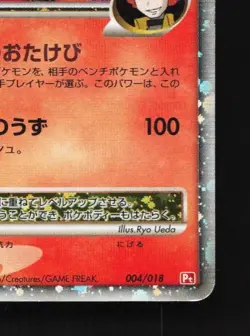 おたけび
ケモンを,相手のベンチポケモンと入れ
手プレイヤーが選ぶ。このパワーは、この
のうず 100
ュ。
に重ねてレベルアップさせる。
うことができ、ポケボディーもはたらく。
Illus.Ryo Ueda
にげる
/Creatures/GAME FREAK. 004/018 Pt